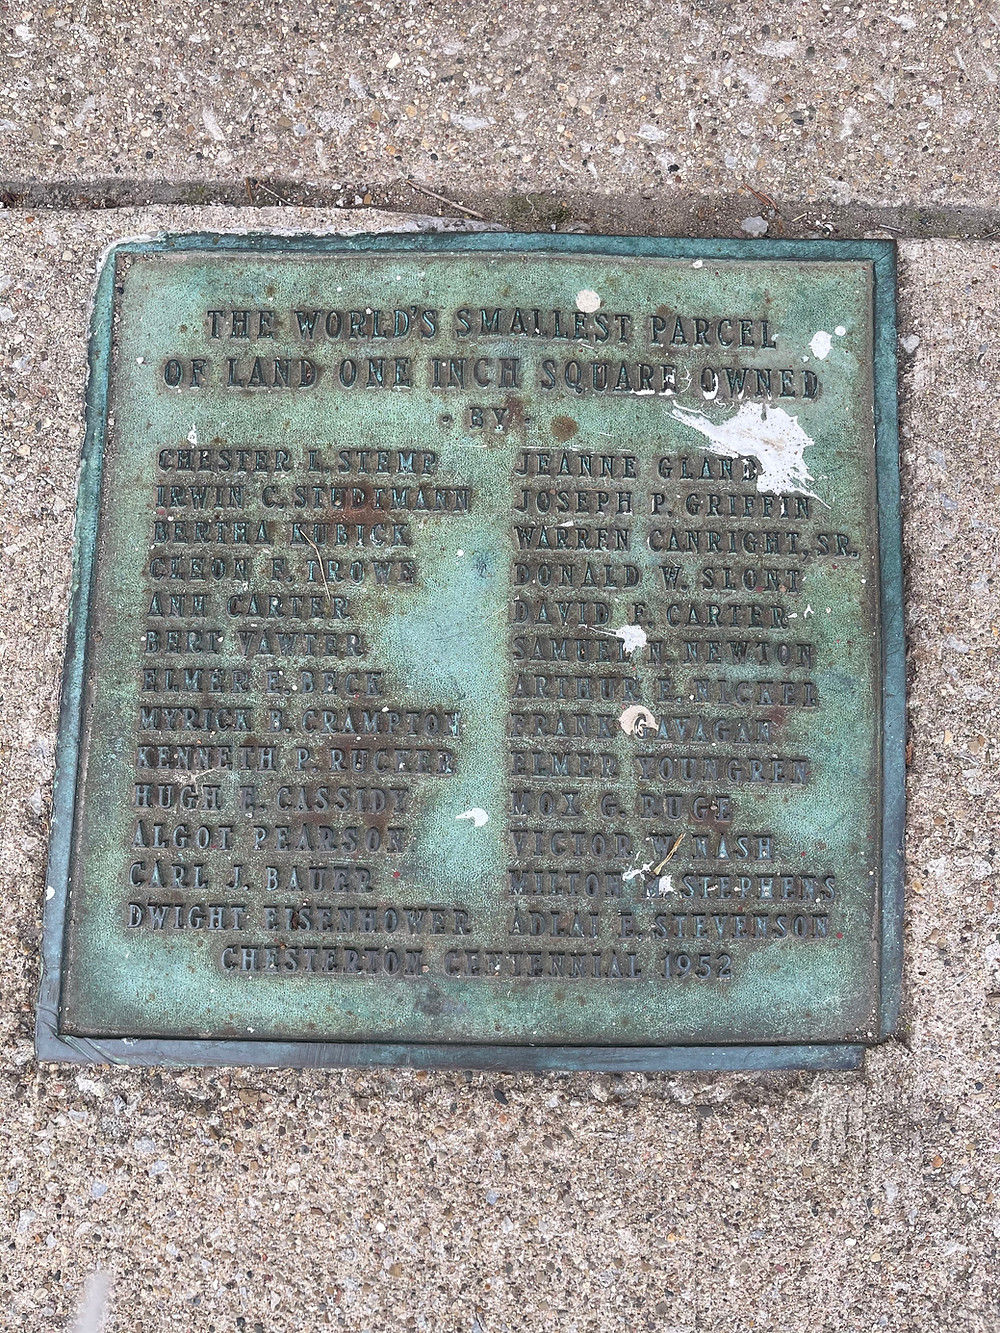 THE WORLD'S SMALLEST PARCEL
OF LAND ONE INCH SQUARE OWNED
- BY -
CHESTER L. STEMP
IRWIN C. STUDTMANN
BERTHA KUBICK
CLEON E. TROWE
ANN CARTER
BERT VAWTER
ELMER E. BECK
MYRICK B. CRAMPTON
KENNETH P. RUCKER
HUGH E. CASSIDY
ALGOT PEARSON
CARL J. BAUER
DWIGHT EISENHOWER
JEANNE
JOSEPH P. GRIFFIN
WARREN CANRIGHT, SR.
DONALD W. SLONT
DAVID F. CARTER
SAMUEL N. NEWTON
ARTHUR E. NICKEL
FRANK GAVAGAN
ELMER YOUNGREN
MOX G. RUGE
VICTOR W. NASH
MILTON M. STEPHENS
ADLAI E. STEVENSON
CHESTERTON CENTENNIAL 1952